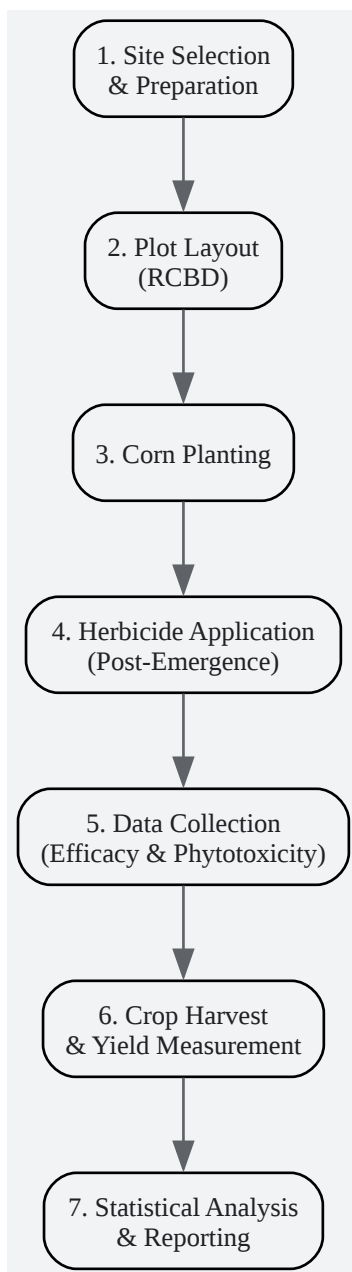 1. Site Selection
& Preparation
2. Plot Layout
(RCBD)
3. Corn Planting
4. Herbicide Application
(Post-Emergence)
5. Data Collection
(Efficacy & Phytotoxicity)
6. Crop Harvest
& Yield Measurement
7. Statistical Analysis
& Reporting